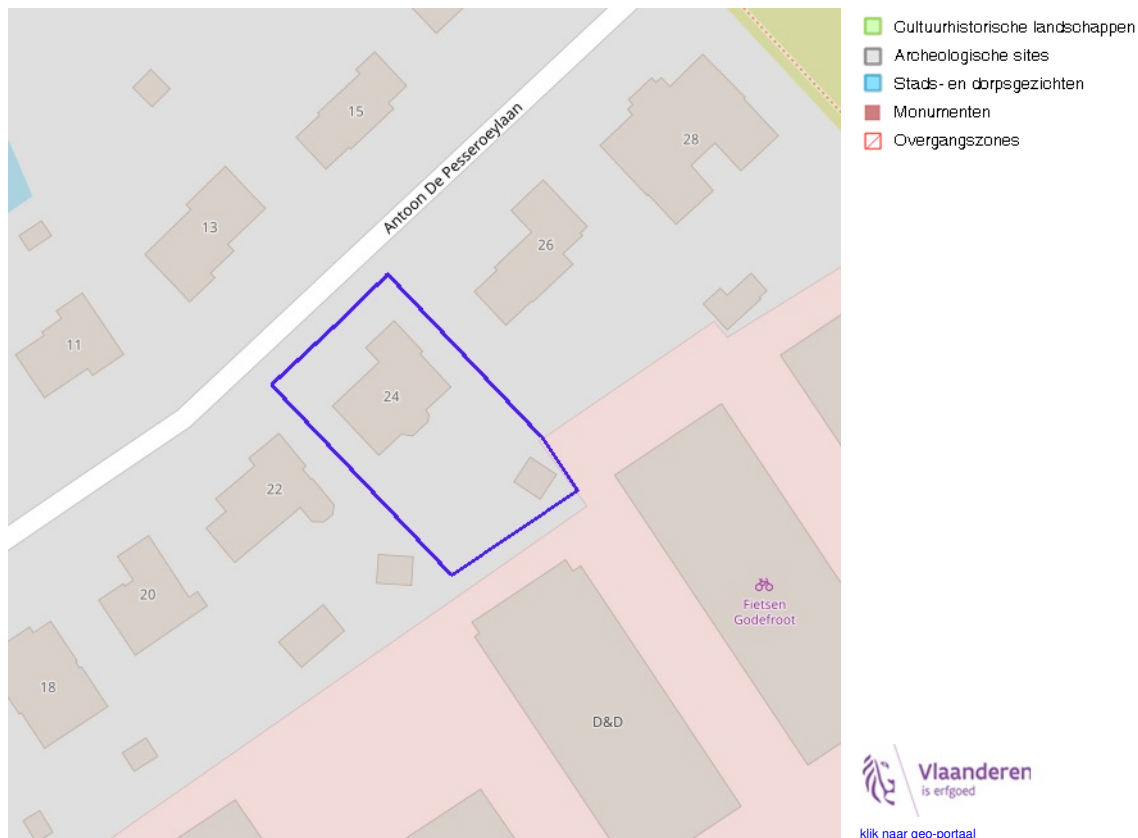 Cultuurhistorische landschappen
Archeologische sites
Stads- en dorpsgezichten
Monumenten
Overgangszones
15
28
Antoon De Pesseroeylaan
13
26
11
24
22
Fietsen
Godefroot
20
18
D&D
Vlaanderen
is erfgoed
klik naar geo-portaal